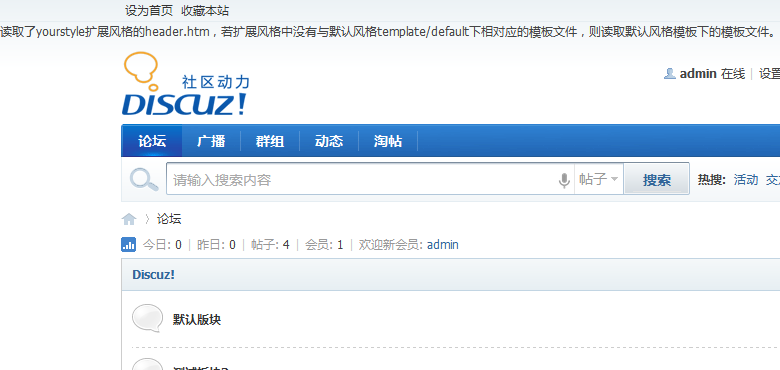 设为首页 收藏本站
读取了yourstyle扩展风格的header.htm，若扩展风格中没有与默认风格template/default下相对应的模板文件，则读取默认风格模板下的模板文件。
社区动力
DISCUZ!
admin 在线 | 设置
论坛 广播 群组 动态 淘帖
请输入搜索内容 帖子 搜索 热搜: 活动
论坛
今日: 0 | 昨日: 0 | 帖子: 4 | 会员: 1 | 欢迎新会员: admin
Discuz!
默认版块